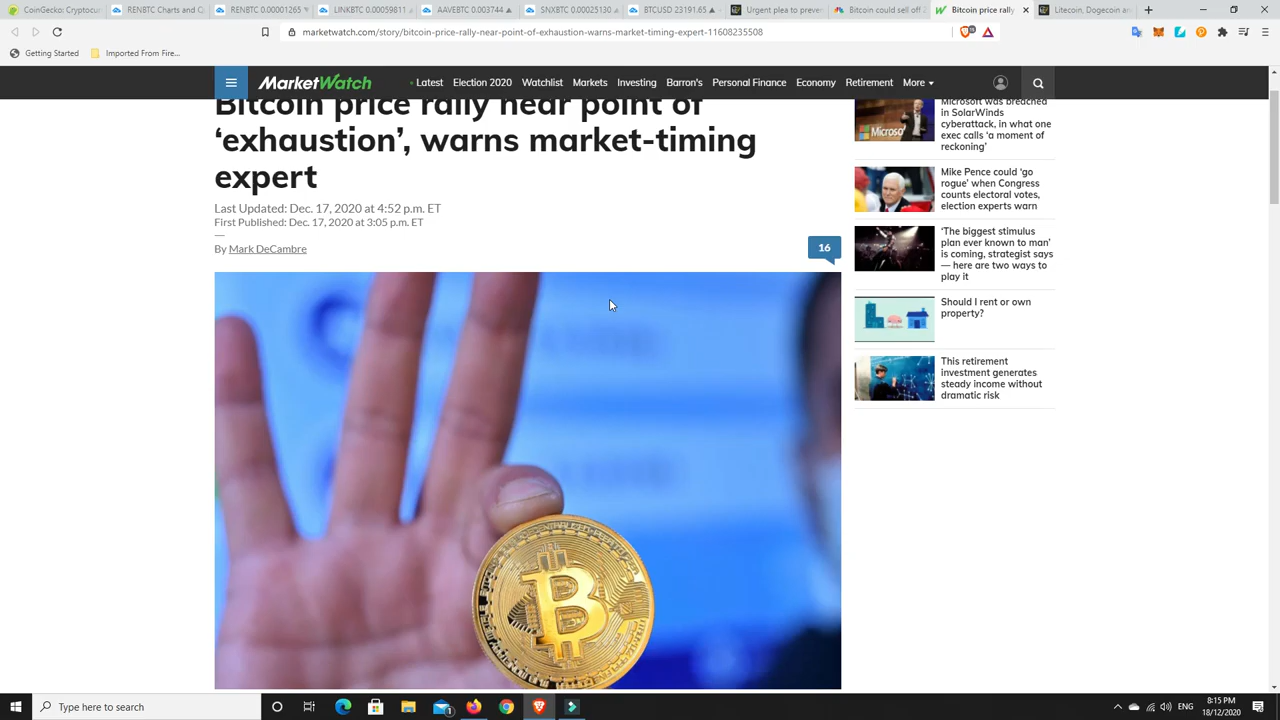 CoinGecko: Cryptocur
RENBTC Charts and Q
RENBTC 0.00001265
RENBTC 0.00001265
LINKBTC 0.00059811
AAVEBTC 0.003744
SNXBTC 0.00025130
BTCUSD 23191.65
Urgent plea to preve
Bitcoin could sell off
Bitcoin price rally
Litecoin, Dogecoin an
marketwatch.com/story/bitcoin-price-rally-near-point-of-exhaustion-warns-market-timing-expert-11608235508
Getting Started
Imported From Fire...
MarketWatch
Latest
Election 2020
Watchlist
Markets
Investing
Barron's
Personal Finance
Economy
Retirement
More
Bitcoin price rally near point of
‘exhaustion’, warns market-timing
expert
Last Updated: Dec. 17, 2020 at 4:52 p.m. ET
First Published: Dec. 17, 2020 at 3:05 p.m. ET
By Mark DeCambre
16
Microsoft was breached
in SolarWinds
cyberattack, in what one
exec calls ‘a moment of
reckoning’
Mike Pence could ‘go
rogue’ when Congress
counts electoral votes,
election experts warn
‘The biggest stimulus
plan ever known to man’
is coming, strategist says
— here are two ways to
play it
Should I rent or own
property?
This retirement
investment generates
steady income without
dramatic risk
Type here to search
ENG
8:15 PM
18/12/2020